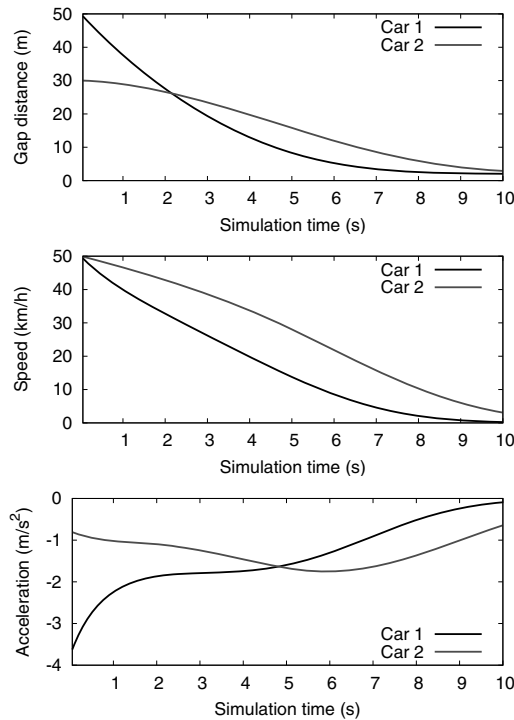 50
40
30
20
10
0
Gap distance (m)
Car 1
Car 2
1 2 3 4 5 6 7 8 9 10
Simulation time (s)
50
40
30
20
10
0
Speed (km/h)
Car 1
Car 2
1 2 3 4 5 6 7 8 9 10
Simulation time (s)
0
-1
-2
-3
-4
Acceleration (m/s²)
Car 1
Car 2
1 2 3 4 5 6 7 8 9 10
Simulation time (s)